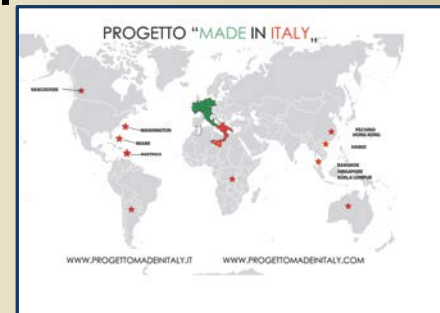 PROGETTO "MADE IN ITALY„
VANCOUVER
WASHINGTON
MIAMI
PECHINO
HONG KONG
HANOI
BANGKOK
SINGAPORE
KUALA LUMPUR
WWW.PROGETTOMADEINITALY.IT
WWW.PROGETTOMADEINITALY.COM